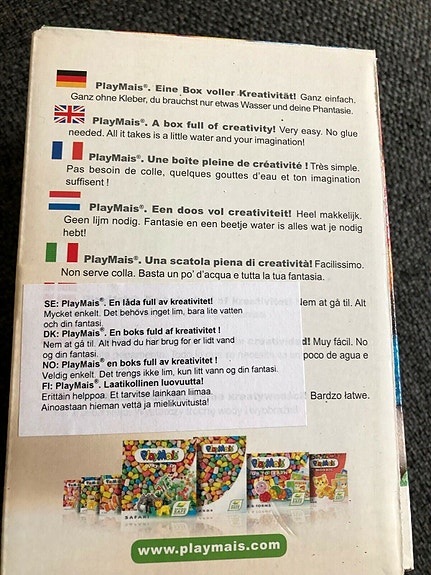 PlayMais®. Eine Box voller Kreativität! Ganz einfach.
Ganz ohne Kleber, du brauchst nur etwas Wasser und deine Phantasie.
PlayMais®. A box full of creativity! Very easy. No glue
needed. All it takes is a little water and your imagination!
PlayMais®. Une boîte pleine de créativité ! Très simple.
Pas besoin de colle, quelques gouttes d'eau et ton imagination
suffisent !
PlayMais®. Een doos vol creativiteit! Heel makkelijk.
Geen lijm nodig. Fantasie en een beetje water is alles wat je nodig
hebt!
PlayMais®. Una scatola piena di creatività! Facilissimo.
Non serve colla. Basta un po' d'acqua e tutta la tua fantasia.
Nem at gå til. Alt
Muy fácil. No
poco de agua e
Bardzo łatwe.
SE: PlayMais®. En låda full av kreativitet!
Mycket enkelt. Det behövs inget lim, bara lite vatten
och din fantasi.
DK: PlayMais®. En boks fuld af kreativitet !
Nem at gå til. Alt hvad du har brug for er lidt vand
og din fantasi.
NO: PlayMais® en boks full av kreativitet !
Veldig enkelt. Det trengs ikke lim, kun litt vann og din fantasi.
FI: PlayMais®. Laatikollinen luovuutta!
Erittäin helppoa. Et tarvitse lainkaan liimaa.
Ainoastaan hieman vettä ja mielikuvitusta!
PlayMais
PlayMais
PlayMais
PlayMais
SAFARI
www.playmais.com